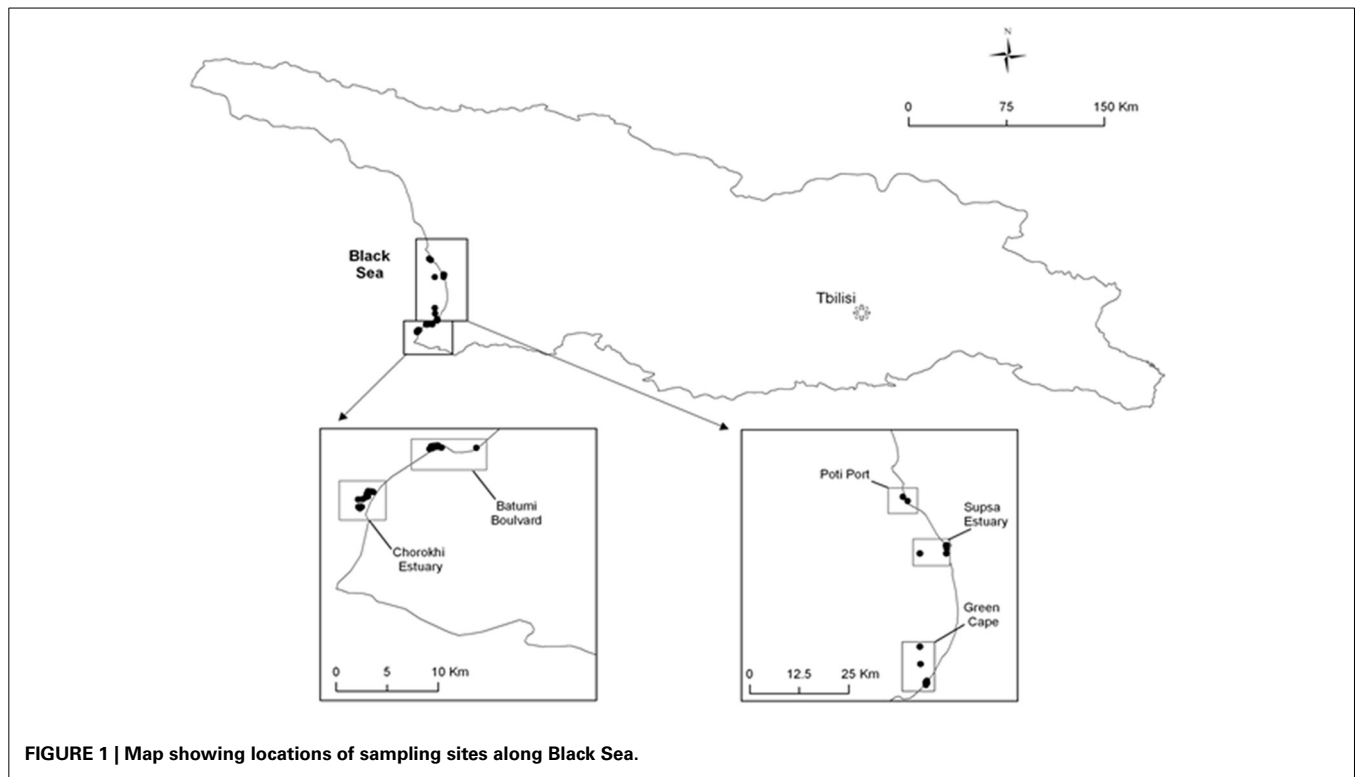 N
0 75 150 Km
Black
Sea
Tbilisi
Batumi
Boulvard
Chorokhi
Estuary
0 5 10 Km
Poti Port
Supsa
Estuary
Green
Cape
0 12.5 25 Km
FIGURE 1 | Map showing locations of sampling sites along Black Sea.